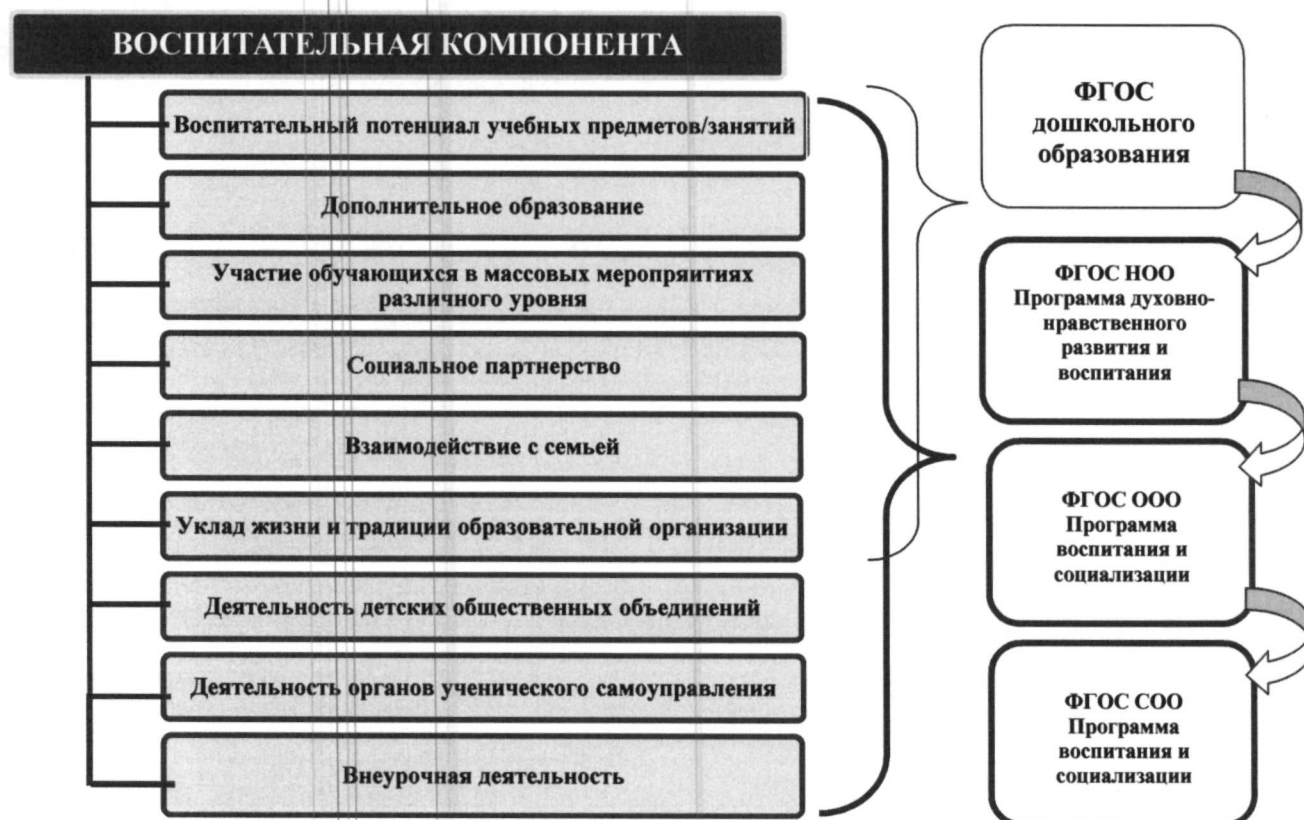 ВОСПИТАТЕЛЬНАЯ КОМПОНЕНТА
Воспитательный потенциал учебных предметов/занятий
Дополнительное образование
Участие обучающихся в массовых меропряитиях
различного уровня
Социальное партнерство
Взаимодействие с семьей
Уклад жизни и традиции образовательной организации
Деятельность детских общественных объединений
Деятельность органов ученического самоуправления
Внеурочная деятельность
ФГОС
дошкольного
образования
ФГОС НОО
Программа духовно-
нравственного
развития и
воспитания
ФГОС ООО
Программа
воспитания и
социализации
ФГОС СОО
Программа
воспитания и
социализации